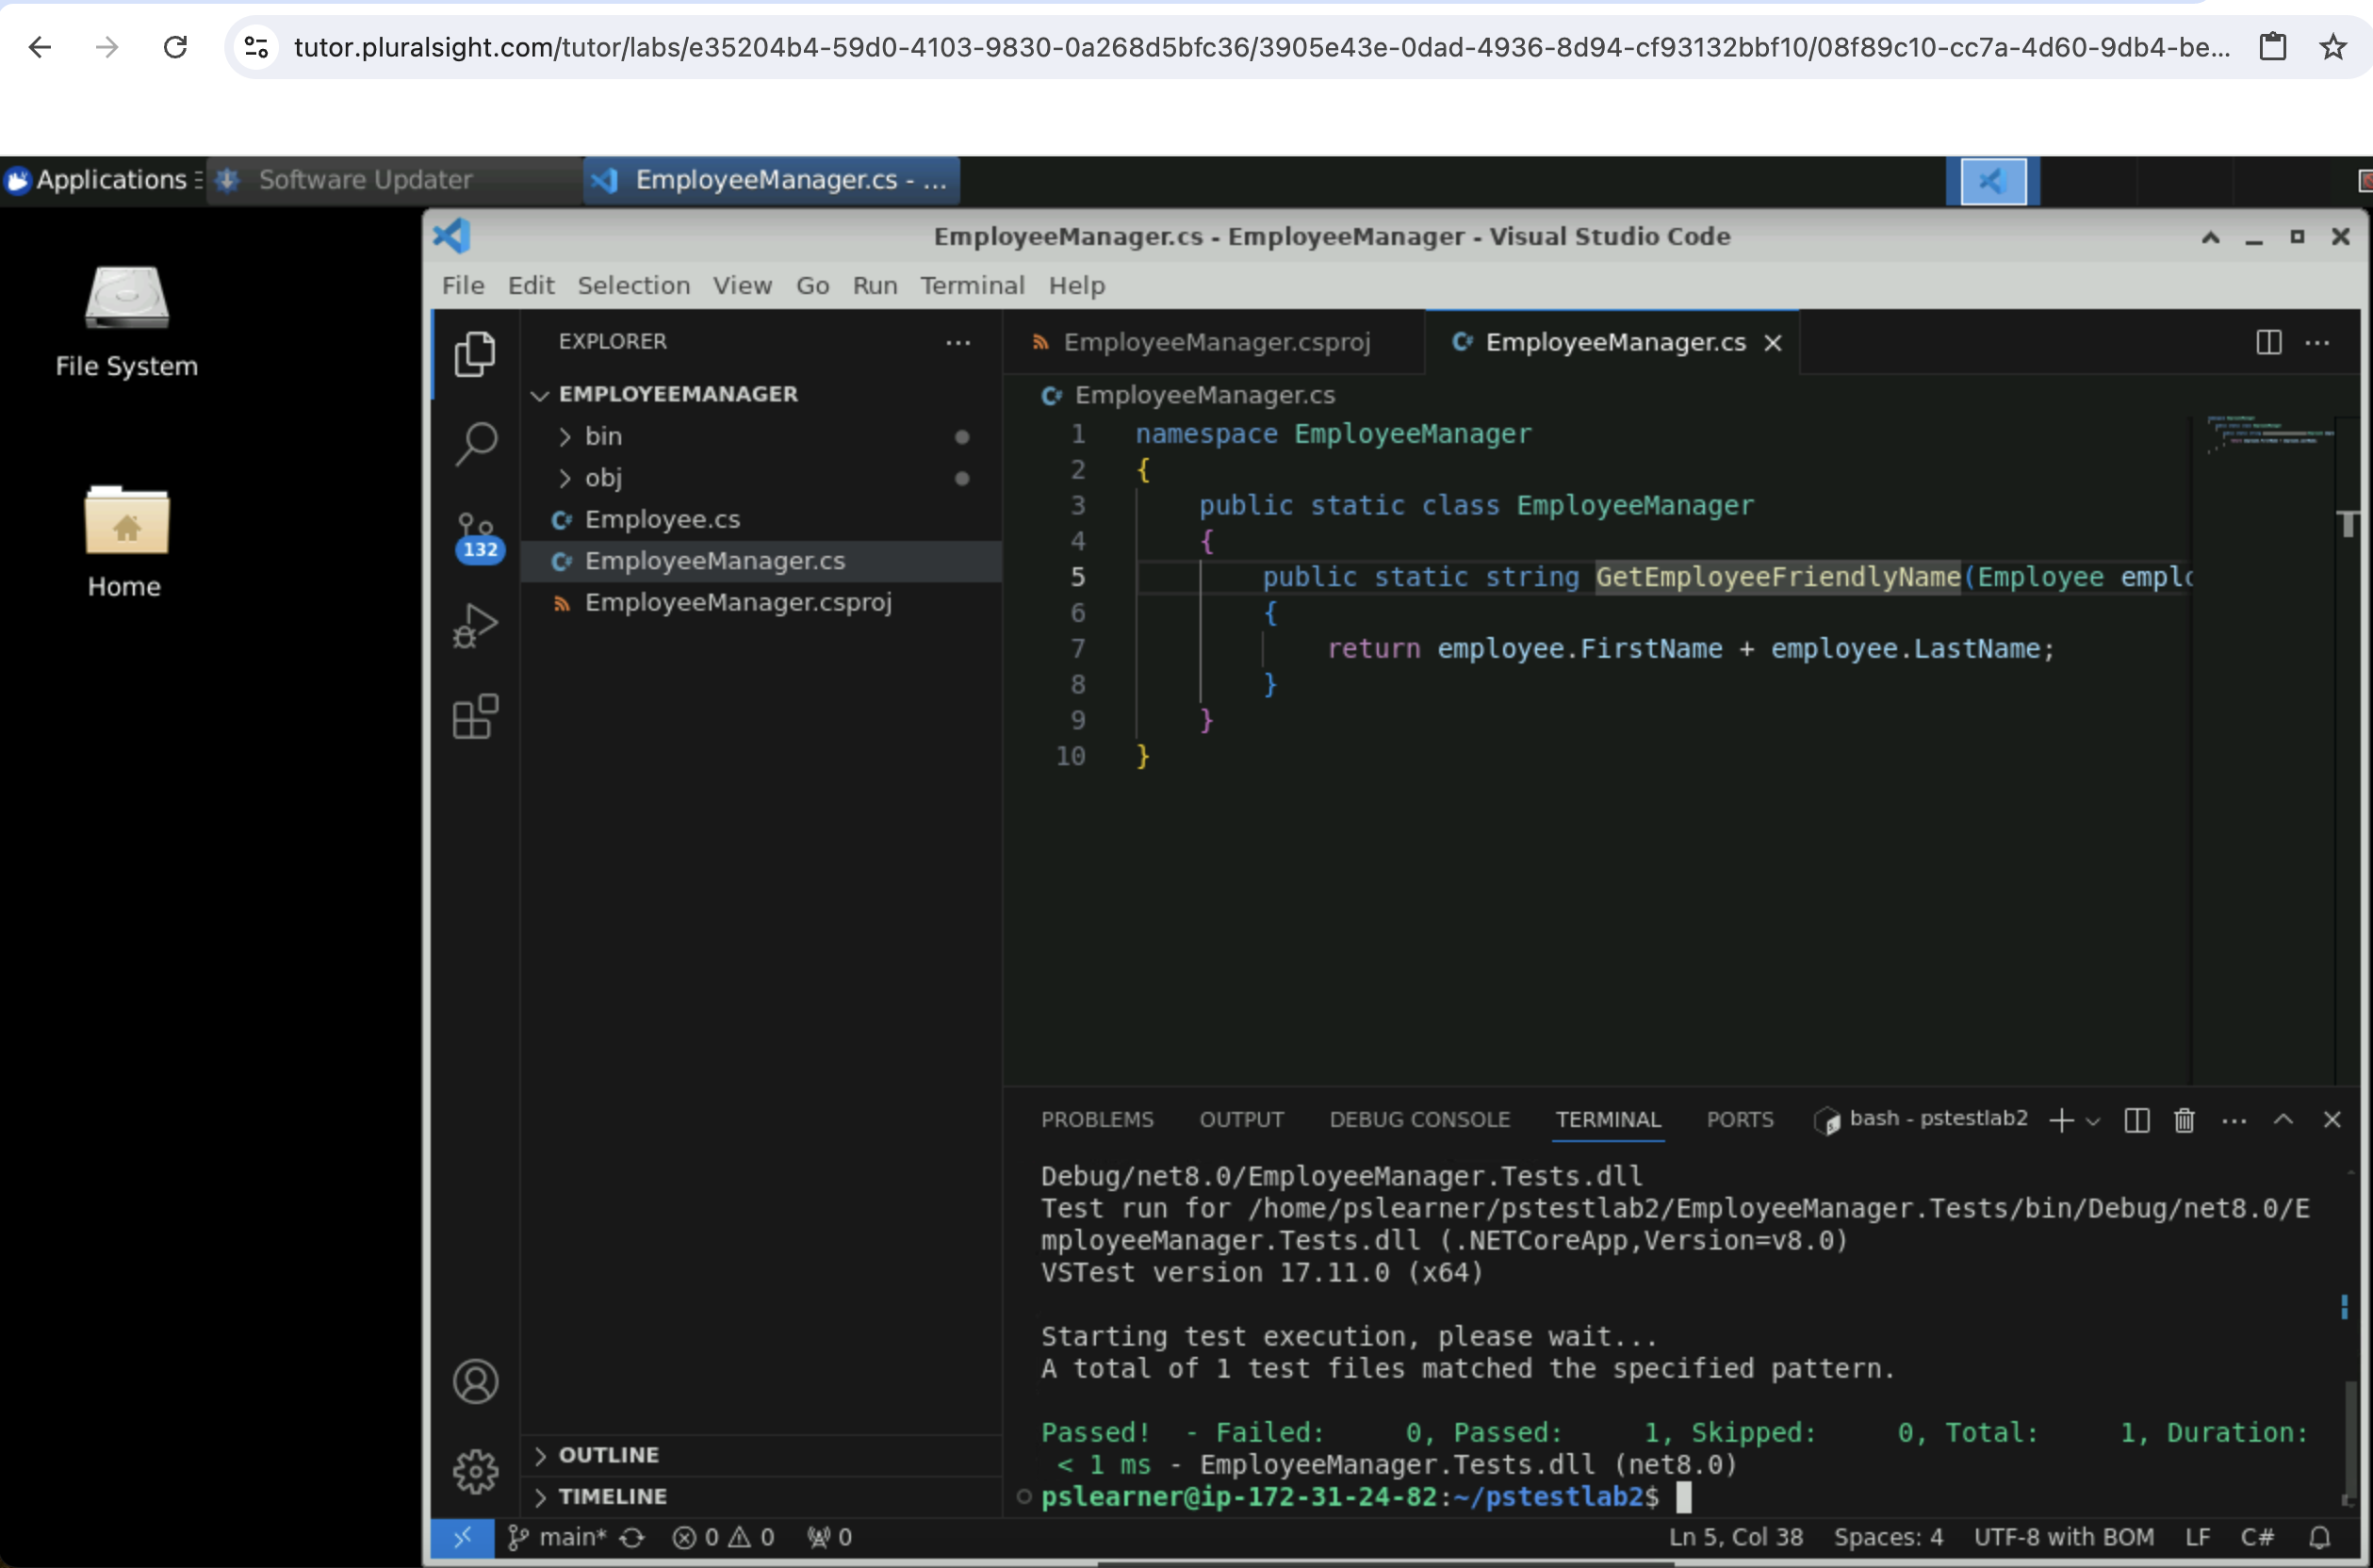 tutor.pluralsight.com/tutor/labs/e35204b4-59d0-4103-9830-0a268d5bfc36/3905e43e-0dad-4936-8d94-cf93132bbf10/08f89c10-cc7a-4d60-9db4-be...
Applications
Software Updater
EmployeeManager.cs - ...
File System
Home
EmployeeManager.cs - EmployeeManager - Visual Studio Code
File Edit Selection View Go Run Terminal Help
EXPLORER
EMPLOYEEMANAGER
bin
obj
Employee.cs
EmployeeManager.cs
EmployeeManager.csproj
132
OUTLINE
TIMELINE
EmployeeManager.csproj
EmployeeManager.cs
EmployeeManager.cs
1 namespace EmployeeManager
2 {
3 public static class EmployeeManager
4 {
5 public static string GetEmployeeFriendlyName(Employee emplo
6 {
7 return employee.FirstName + employee.LastName;
8 }
9 }
10 }
PROBLEMS OUTPUT DEBUG CONSOLE TERMINAL PORTS bash - pstestlab2
Debug/net8.0/EmployeeManager.Tests.dll
Test run for /home/pslearner/pstestlab2/EmployeeManager.Tests/bin/Debug/net8.0/E
mployeeManager.Tests.dll (.NETCoreApp,Version=v8.0)
VSTest version 17.11.0 (x64)
Starting test execution, please wait...
A total of 1 test files matched the specified pattern.
Passed! - Failed: 0, Passed: 1, Skipped: 0, Total: 1, Duration:
< 1 ms - EmployeeManager.Tests.dll (net8.0)
pslearner@ip-172-31-24-82:~/pstestlab2$
main* 0 0 0 Ln 5, Col 38 Spaces: 4 UTF-8 with BOM LF C#